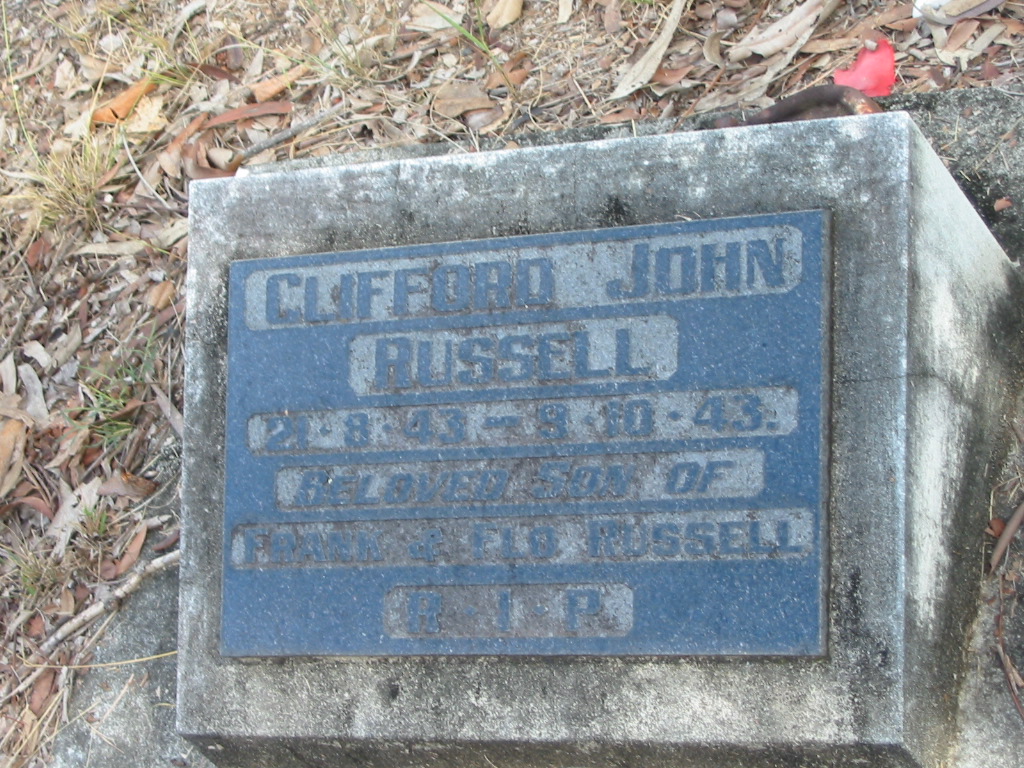 CLIFFORD JOHN
RUSSELL
21·8·43 – 9·10·43.
BELOVED SON OF
FRANK & FLO RUSSELL
R·I·P